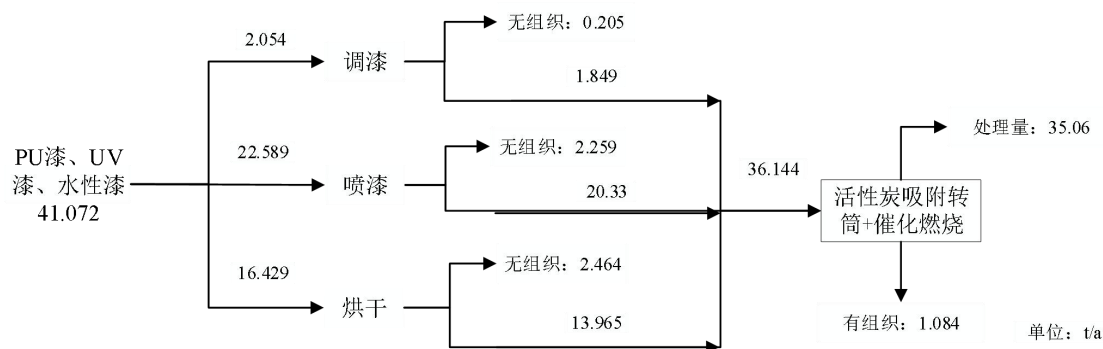 无组织：0.205
2.054
调漆
1.849
处理量：35.06
PU漆、UV
漆、水性漆
41.072
22.589
喷漆
无组织：2.259
20.33
36.144
活性炭吸附转
筒+催化燃烧
16.429
烘干
无组织：2.464
13.965
有组织：1.084
单位：t/a